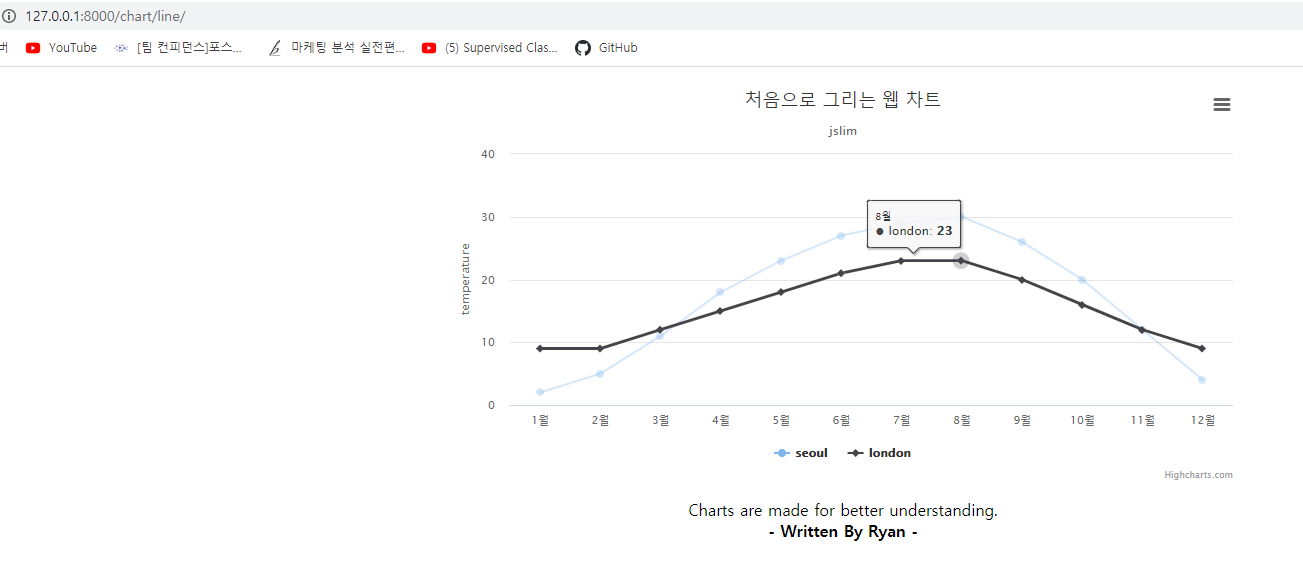 127.0.0.1:8000/chart/line/
버 YouTube [팀 컨피던스]포스... 마케팅 분석 실전편... (5) Supervised Clas... GitHub
처음으로 그리는 웹 차트
jslim
40
30
20
10
0
temperature
8월
● london: 23
1월 2월 3월 4월 5월 6월 7월 8월 9월 10월 11월 12월
seoul london
Highcharts.com
Charts are made for better understanding.
- Written By Ryan -